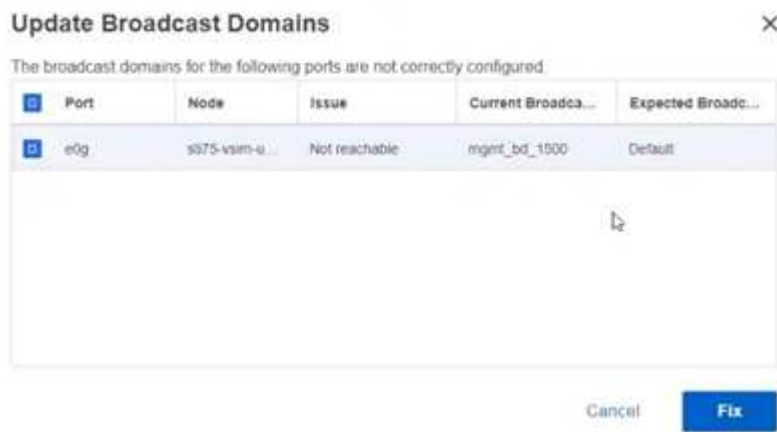 Update Broadcast Domains
The broadcast domains for the following ports are not correctly configured.
Port Node Issue Current Broadca... Expected Broadc...
e0g Not reachable mgmt_bd_1500 Default
Cancel Fix